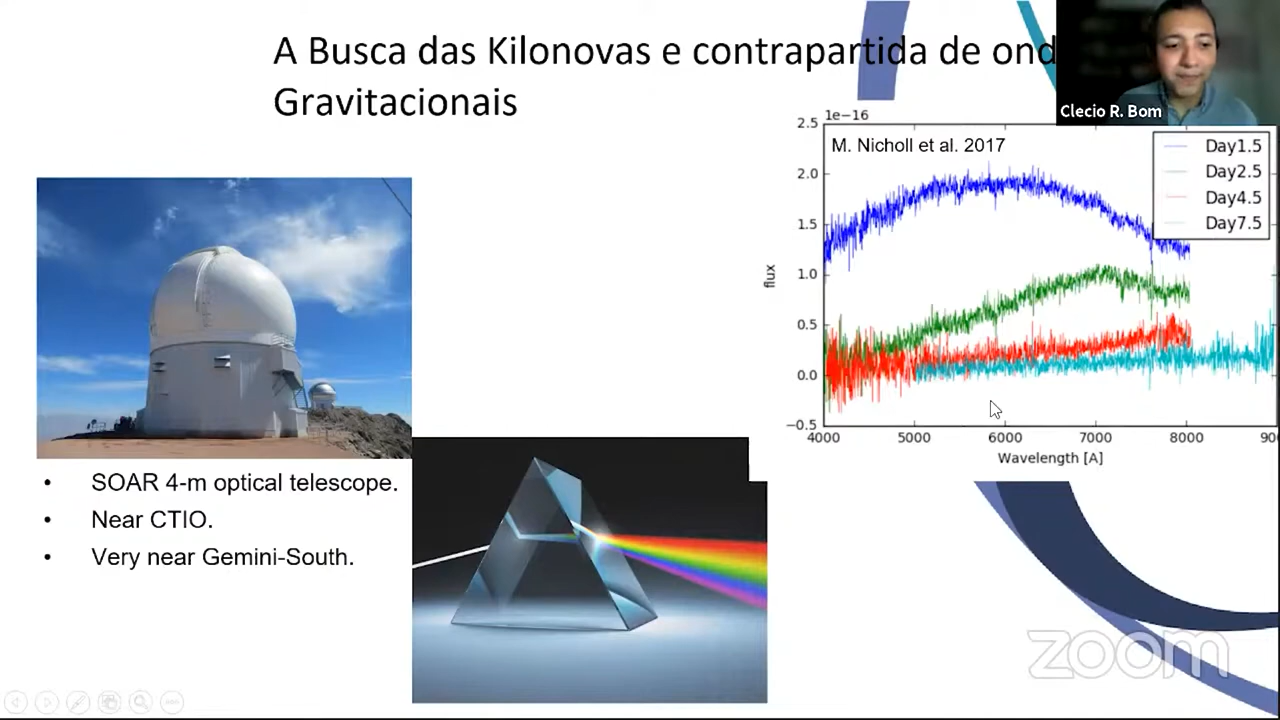 A Busca das Kilonovas e contrapartida de ond
Gravitacionais
Clecio R. Bom
1e−16
M. Nicholl et al. 2017
Day1.5
Day2.5
Day4.5
Day7.5
2.5
2.0
1.5
1.0
0.5
0.0
−0.5
flux
4000 5000 6000 7000 8000 900
Wavelength [A]
• SOAR 4-m optical telescope.
• Near CTIO.
• Very near Gemini-South.
zoom